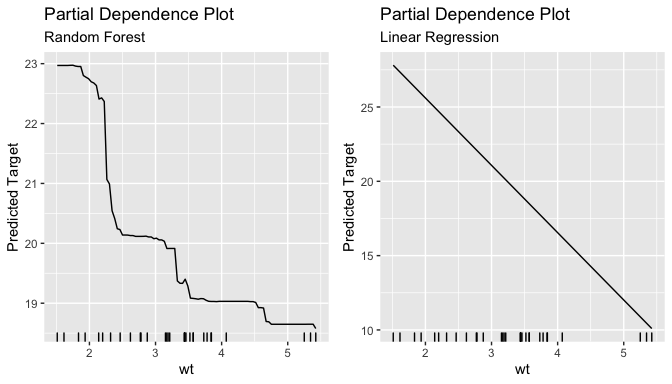 Partial Dependence Plot
Random Forest
Predicted Target
23
22
21
20
19
2 3 4 5
wt
Partial Dependence Plot
Linear Regression
Predicted Target
25
20
15
10
2 3 4 5
wt